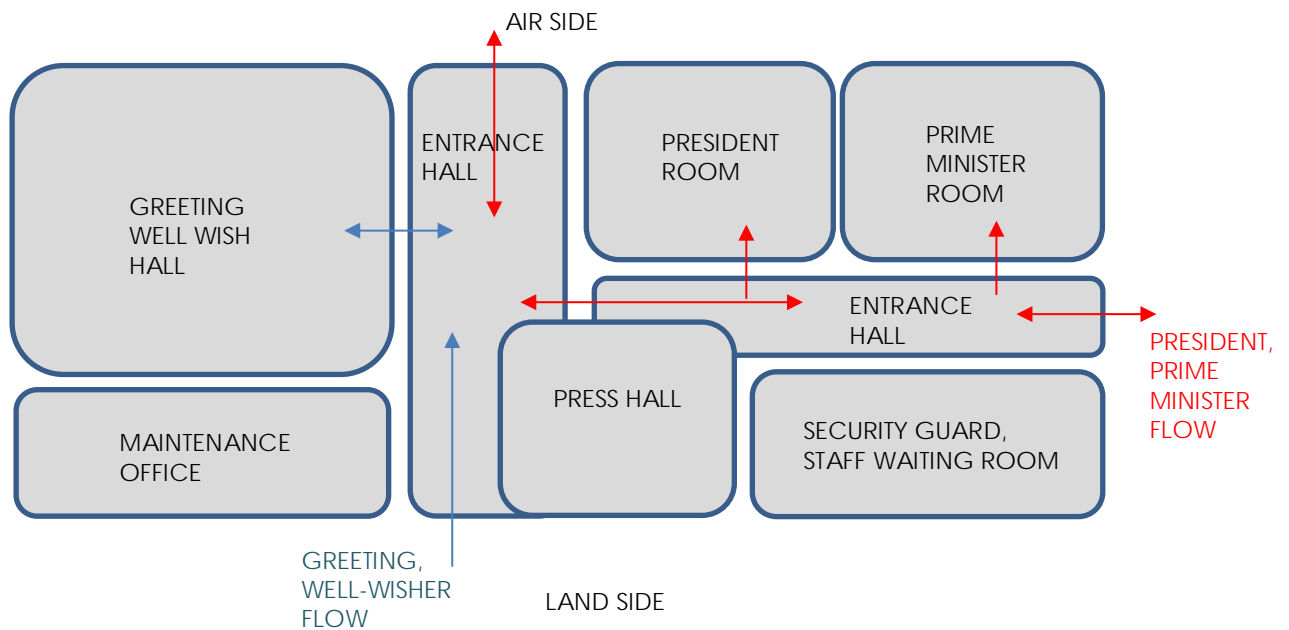 AIR SIDE
ENTRANCE
HALL
PRESIDENT
ROOM
PRIME
MINISTER
ROOM
GREETING
WELL WISH
HALL
ENTRANCE
HALL
PRESIDENT,
PRIME
MINISTER
FLOW
PRESS HALL
MAINTENANCE
OFFICE
SECURITY GUARD,
STAFF WAITING ROOM
GREETING,
WELL-WISHER
FLOW
LAND SIDE